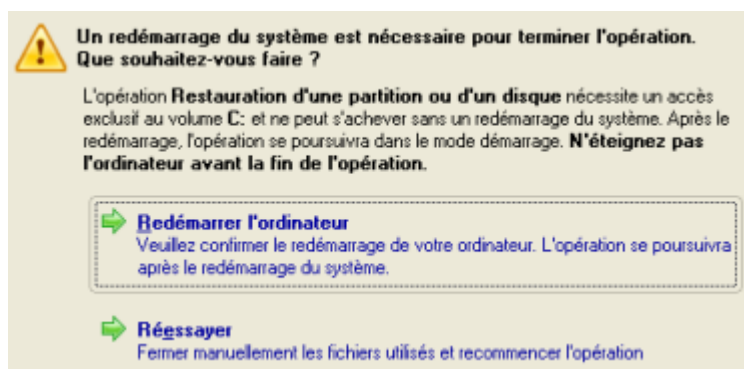 Un redémarrage du système est nécessaire pour terminer l'opération.
Que souhaitez-vous faire ?
L'opération Restauration d'une partition ou d'un disque nécessite un accès
exclusif au volume C: et ne peut s'achever sans un redémarrage du système. Après le
redémarrage, l'opération se poursuivra dans le mode démarrage. N'éteignez pas
l'ordinateur avant la fin de l'opération.
Redémarrer l'ordinateur
Veuillez confirmer le redémarrage de votre ordinateur. L'opération se poursuivra
après le redémarrage du système.
Réessayer
Fermer manuellement les fichiers utilisés et recommencer l'opération